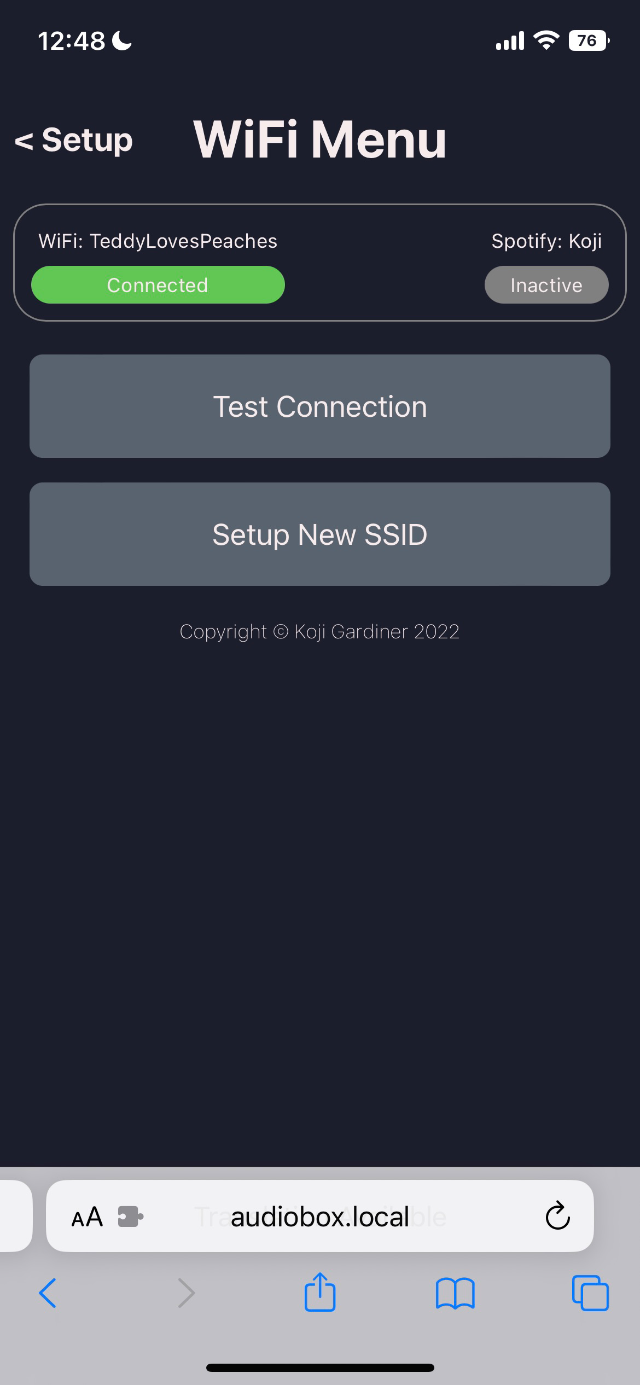 12:48
76
< Setup
WiFi Menu
WiFi: TeddyLovesPeaches
Spotify: Koji
Connected
Inactive
Test Connection
Setup New SSID
Copyright © Koji Gardiner 2022
AA
audiobox.local